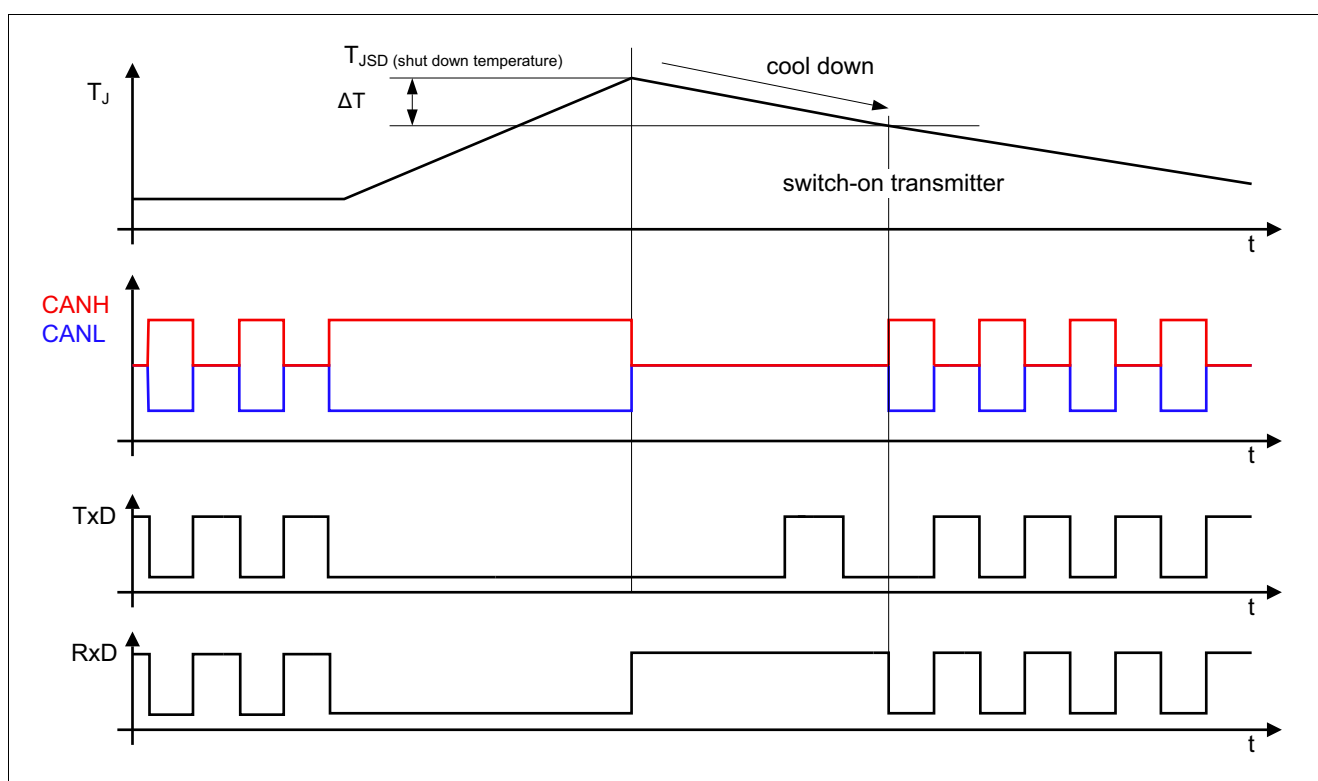 T_JSD (shut down temperature)
cool down
T_J
ΔT
switch-on transmitter
t
CANH
CANL
t
TxD
t
RxD
t